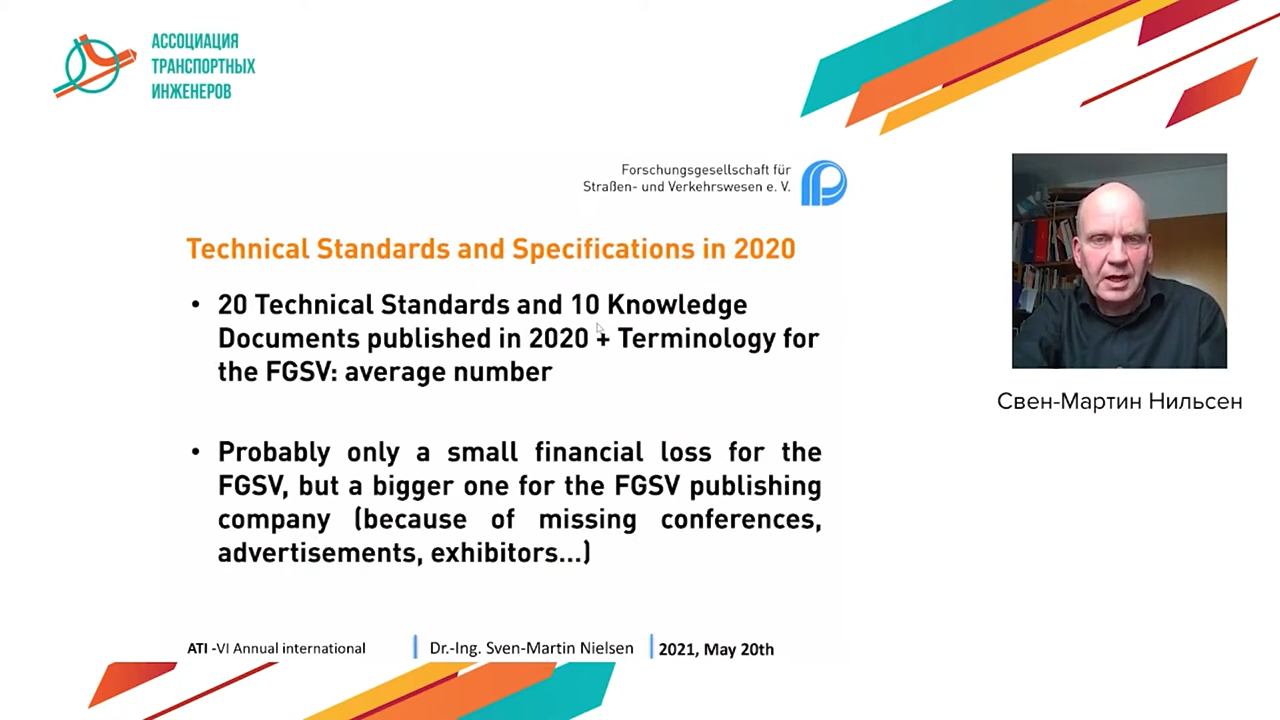 АССОЦИАЦИЯ
ТРАНСПОРТНЫХ
ИНЖЕНЕРОВ
Forschungsgesellschaft für
Straßen- und Verkehrswesen e. V.
Technical Standards and Specifications in 2020
• 20 Technical Standards and 10 Knowledge
Documents published in 2020 + Terminology for
the FGSV: average number
• Probably only a small financial loss for the
FGSV, but a bigger one for the FGSV publishing
company (because of missing conferences,
advertisements, exhibitors...)
ATI -VI Annual international
Dr.-Ing. Sven-Martin Nielsen
2021, May 20th
Свен-Мартин Нильсен